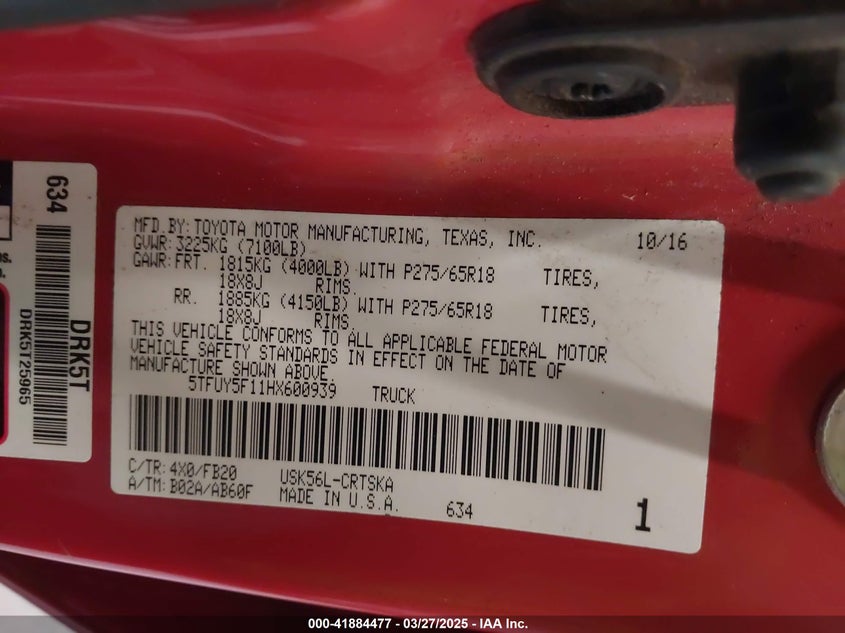 634
DRK5T
DRK5T25965
ns.
n.
MFD.BY:TOYOTA MOTOR MANUFACTURING, TEXAS, INC. 10/16
GVWR:3225KG (7100LB)
GAWR:FRT. 1815KG (4000LB) WITH P275/65R18 TIRES,
18X8J RIMS.
RR. 1885KG (4150LB) WITH P275/65R18 TIRES,
18X8J RIMS.
THIS VEHICLE CONFORMS TO ALL APPLICABLE FEDERAL MOTOR
VEHICLE SAFETY STANDARDS IN EFFECT ON THE DATE OF
MANUFACTURE SHOWN ABOVE.
5TFUY5F11HX600939 TRUCK
C/TR:4X0/FB20 USK56L-CRTSKA
A/TM:B02A/AB60F MADE IN U.S.A. 634 1
000-41884477 - 03/27/2025 - IAA Inc.